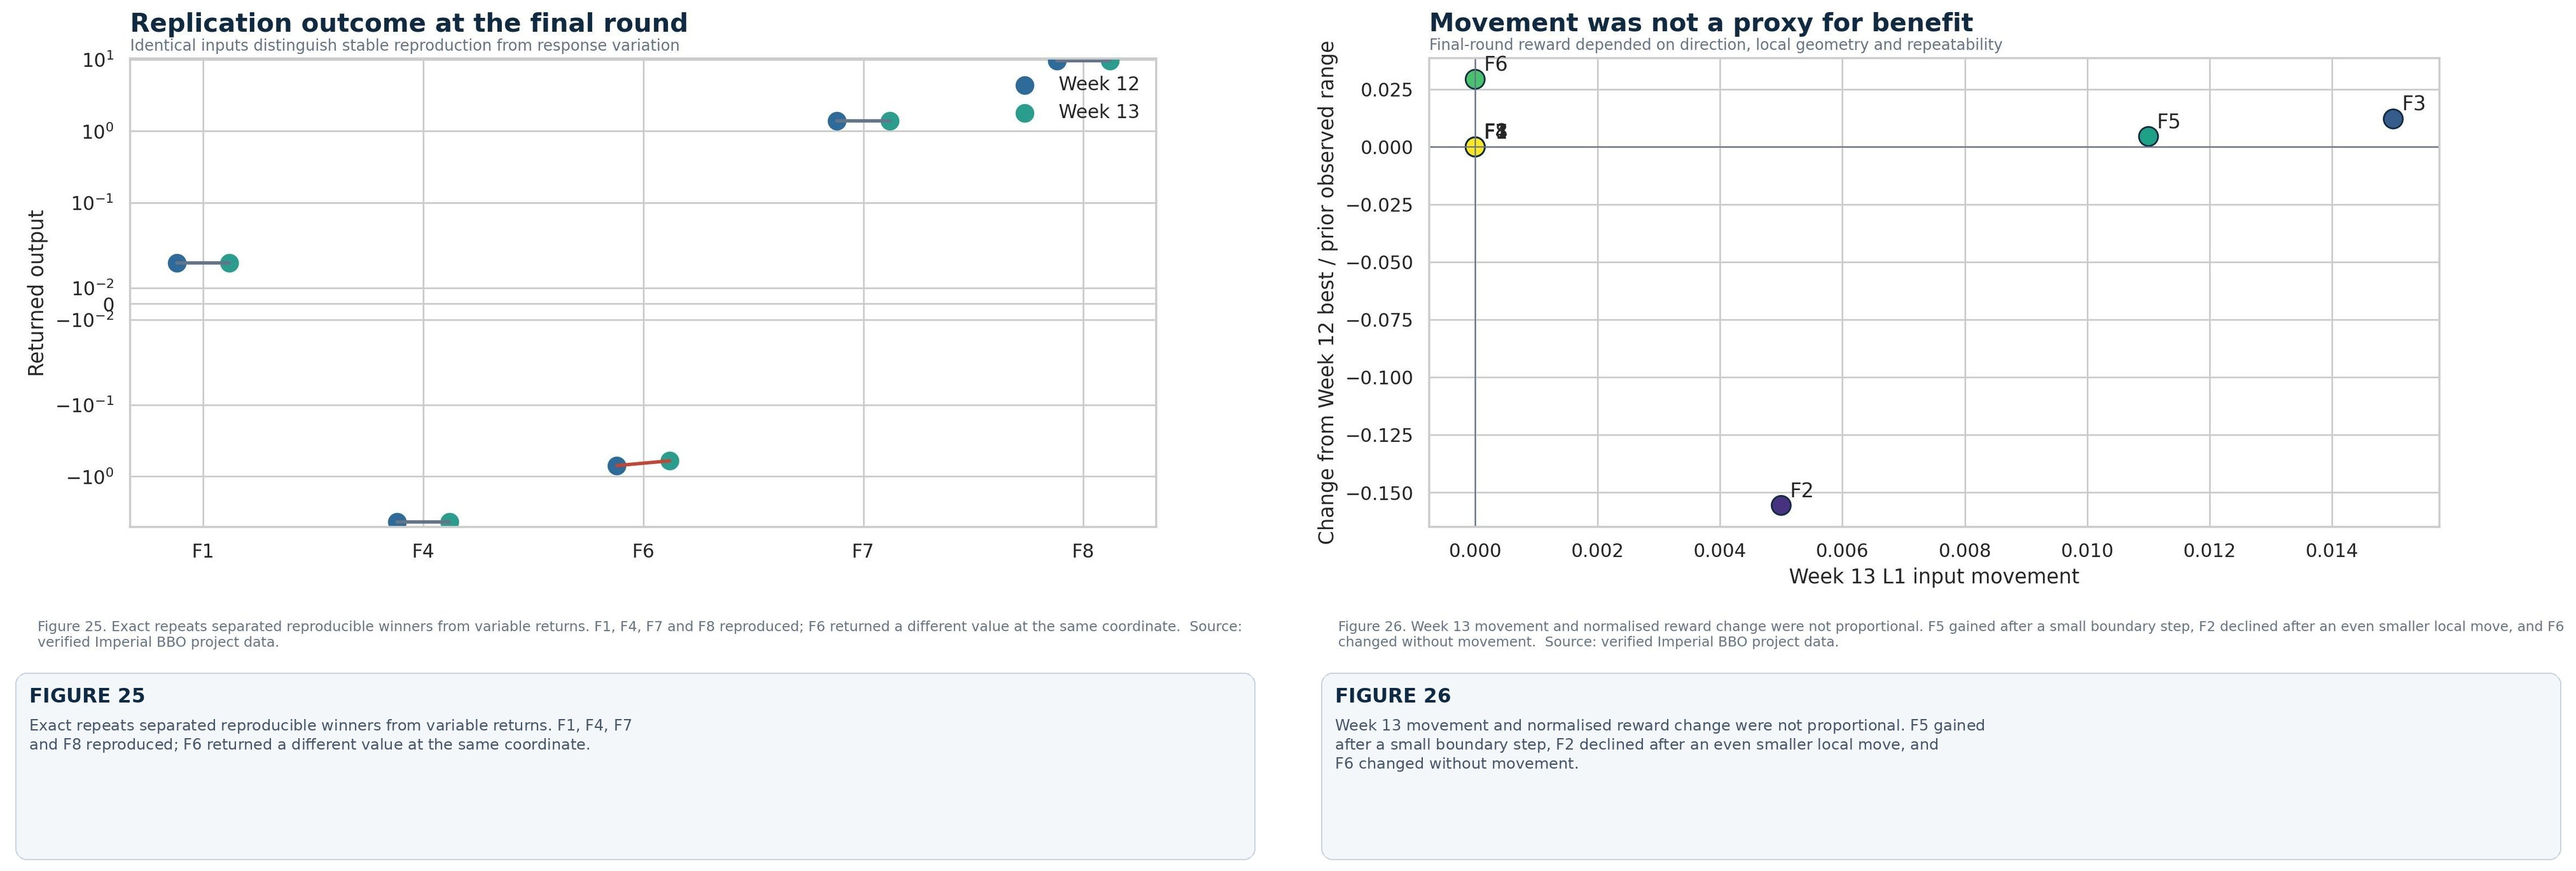 Replication outcome at the final round
Identical inputs distinguish stable reproduction from response variation
10¹
10⁰
10⁻¹
10⁻²
0
−10⁻²
−10⁻¹
−10⁰
Returned output
Week 12
Week 13
F1
F4
F6
F7
F8
Figure 25. Exact repeats separated reproducible winners from variable returns. F1, F4, F7 and F8 reproduced; F6 returned a different value at the same coordinate.  Source:
verified Imperial BBO project data.
FIGURE 25
Exact repeats separated reproducible winners from variable returns. F1, F4, F7
and F8 reproduced; F6 returned a different value at the same coordinate.
Movement was not a proxy for benefit
Final-round reward depended on direction, local geometry and repeatability
Change from Week 12 best / prior observed range
0.025
0.000
−0.025
−0.050
−0.075
−0.100
−0.125
−0.150
F6
F5
F3
F2
0.000
0.002
0.004
0.006
0.008
0.010
0.012
0.014
Week 13 L1 input movement
Figure 26. Week 13 movement and normalised reward change were not proportional. F5 gained after a small boundary step, F2 declined after an even smaller local move, and F6
changed without movement.  Source: verified Imperial BBO project data.
FIGURE 26
Week 13 movement and normalised reward change were not proportional. F5 gained
after a small boundary step, F2 declined after an even smaller local move, and
F6 changed without movement.